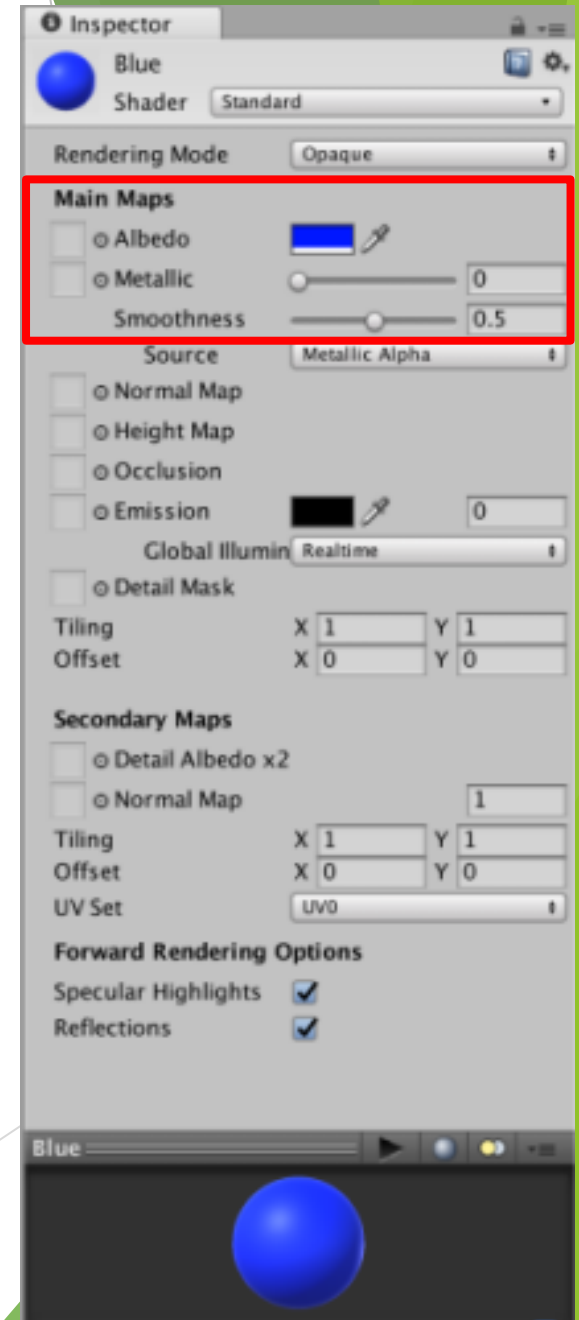 Inspector
Blue
Shader Standard
Rendering Mode Opaque
Main Maps
Albedo
Metallic 0
Smoothness 0.5
Source Metallic Alpha
Normal Map
Height Map
Occlusion
Emission 0
Global Illumin Realtime
Detail Mask
Tiling X 1 Y 1
Offset X 0 Y 0
Secondary Maps
Detail Albedo x2
Normal Map 1
Tiling X 1 Y 1
Offset X 0 Y 0
UV Set UV0
Forward Rendering Options
Specular Highlights
Reflections
Blue